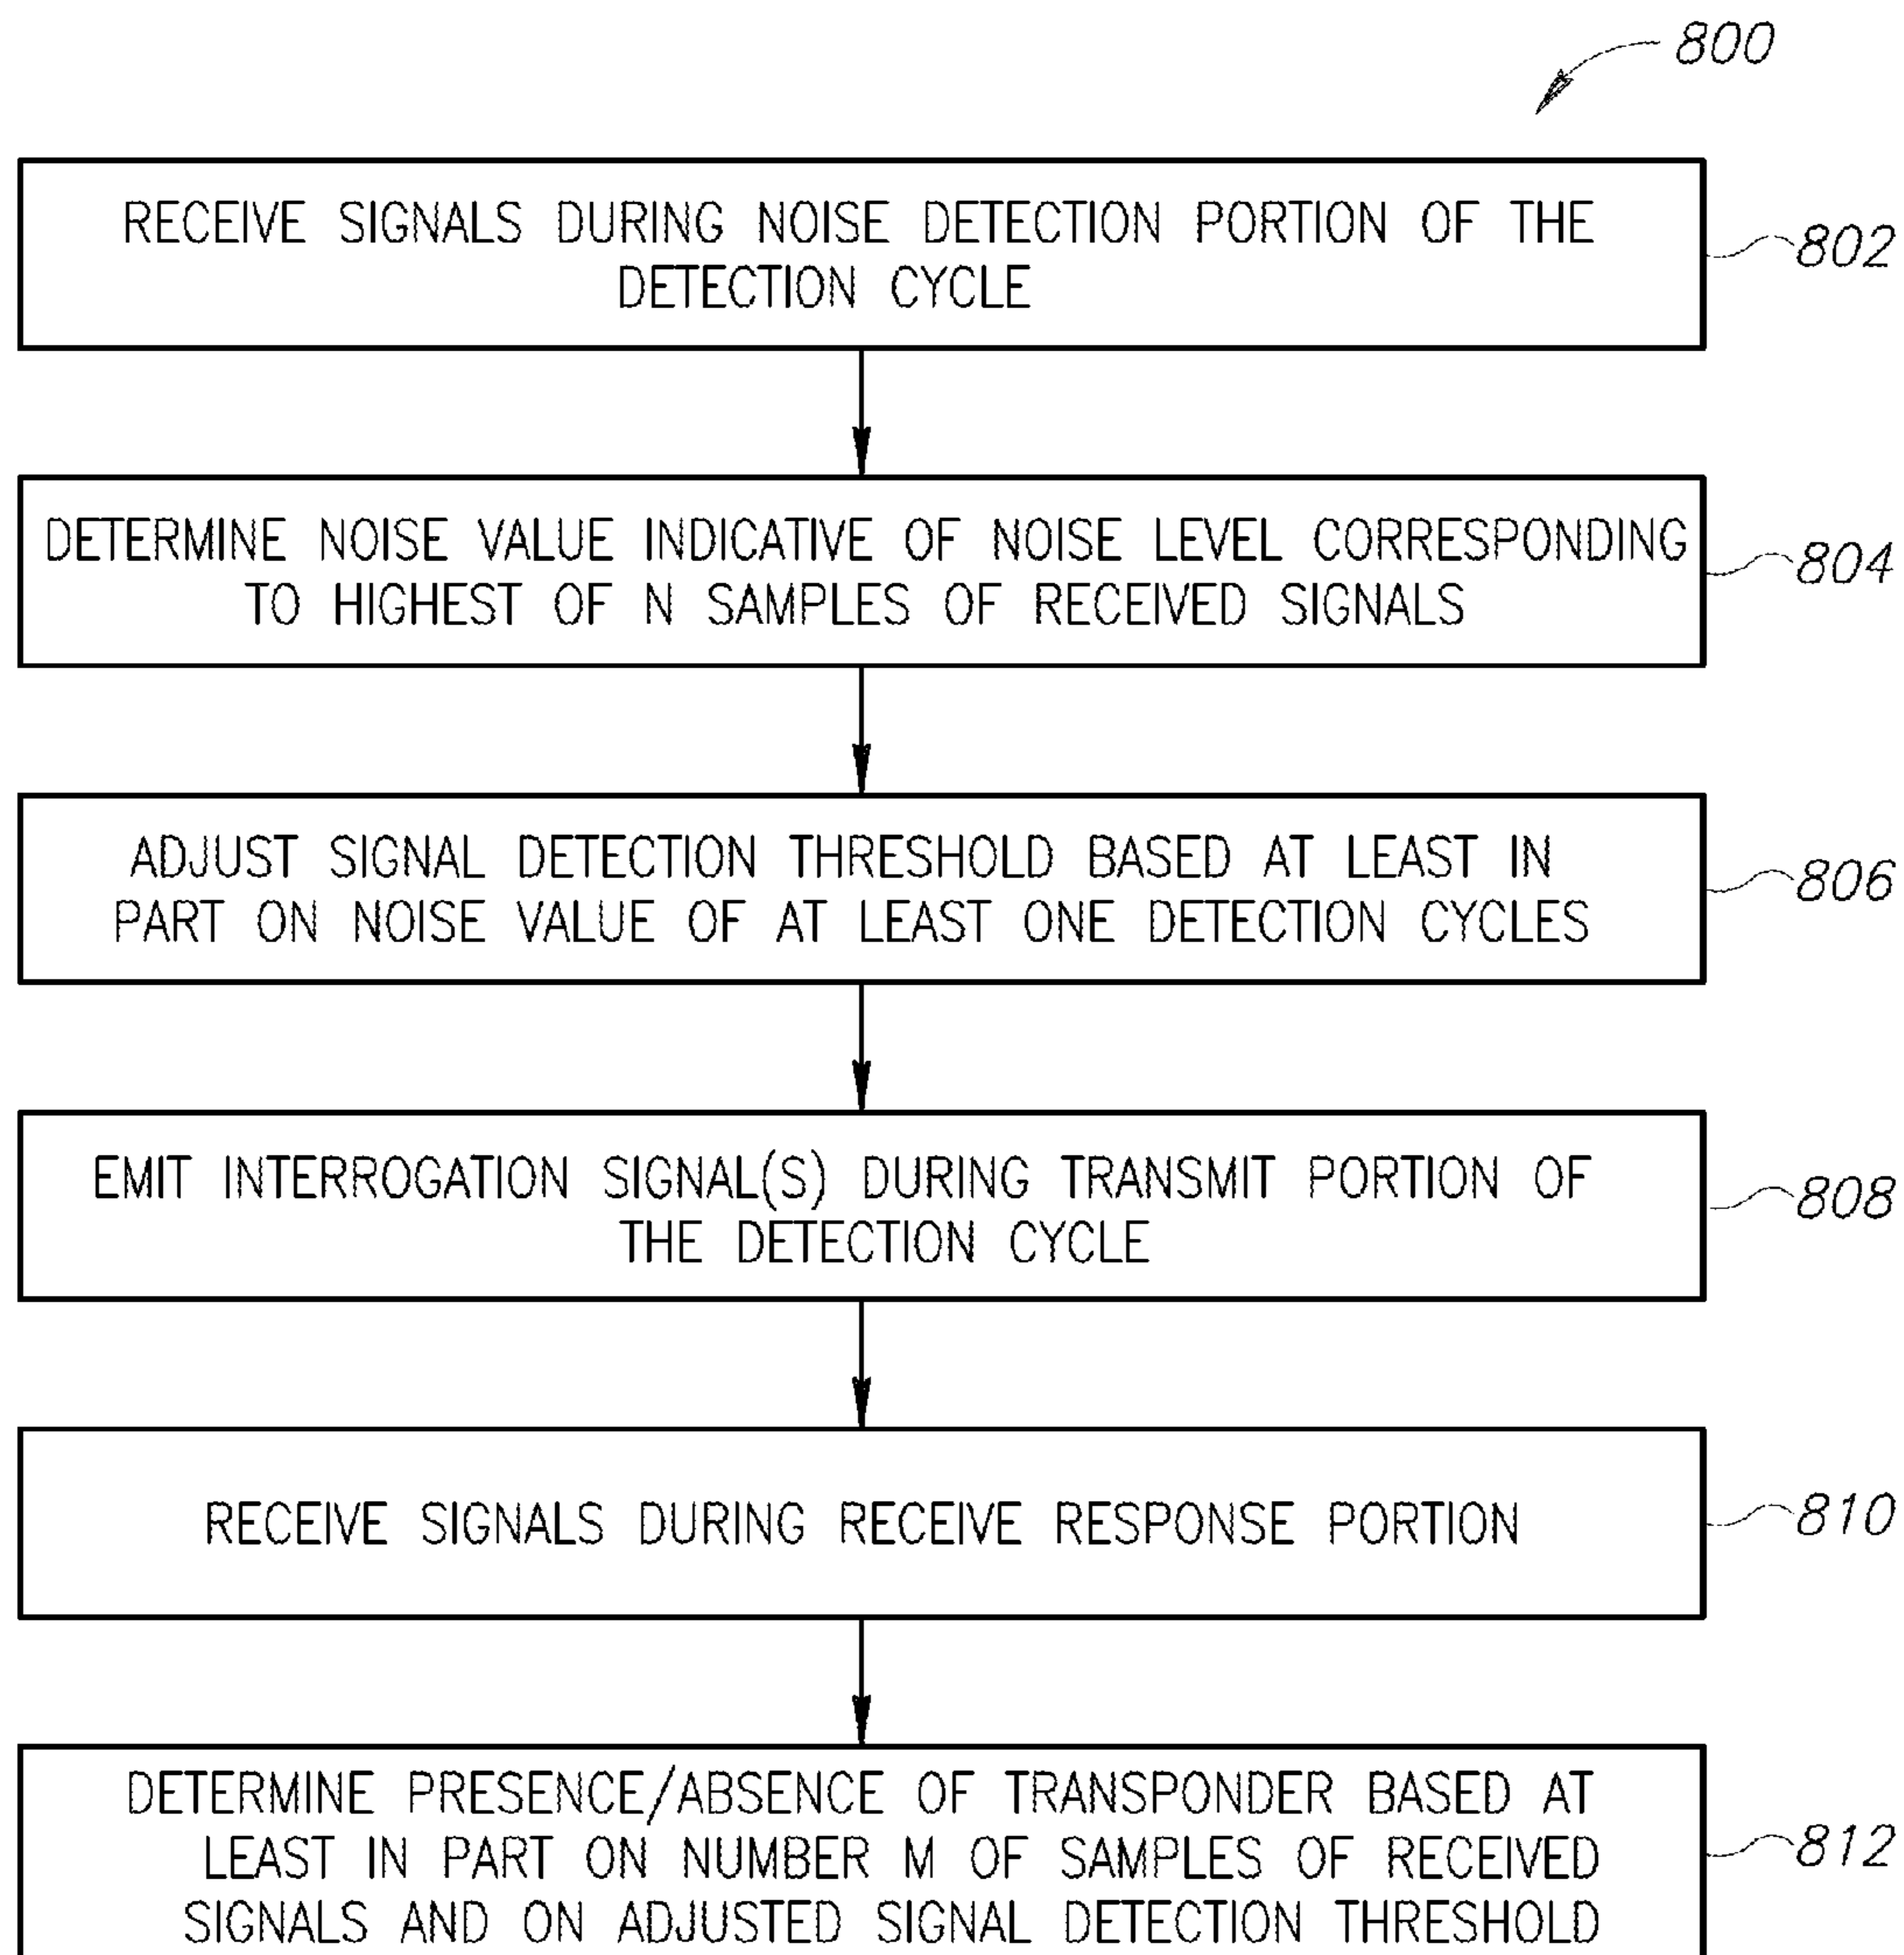 800
RECEIVE SIGNALS DURING NOISE DETECTION PORTION OF THE
DETECTION CYCLE
802
DETERMINE NOISE VALUE INDICATIVE OF NOISE LEVEL CORRESPONDING
TO HIGHEST OF N SAMPLES OF RECEIVED SIGNALS
804
ADJUST SIGNAL DETECTION THRESHOLD BASED AT LEAST IN
PART ON NOISE VALUE OF AT LEAST ONE DETECTION CYCLES
806
EMIT INTERROGATION SIGNAL(S) DURING TRANSMIT PORTION OF
THE DETECTION CYCLE
808
RECEIVE SIGNALS DURING RECEIVE RESPONSE PORTION
810
DETERMINE PRESENCE/ABSENCE OF TRANSPONDER BASED AT
LEAST IN PART ON NUMBER M OF SAMPLES OF RECEIVED
SIGNALS AND ON ADJUSTED SIGNAL DETECTION THRESHOLD
812